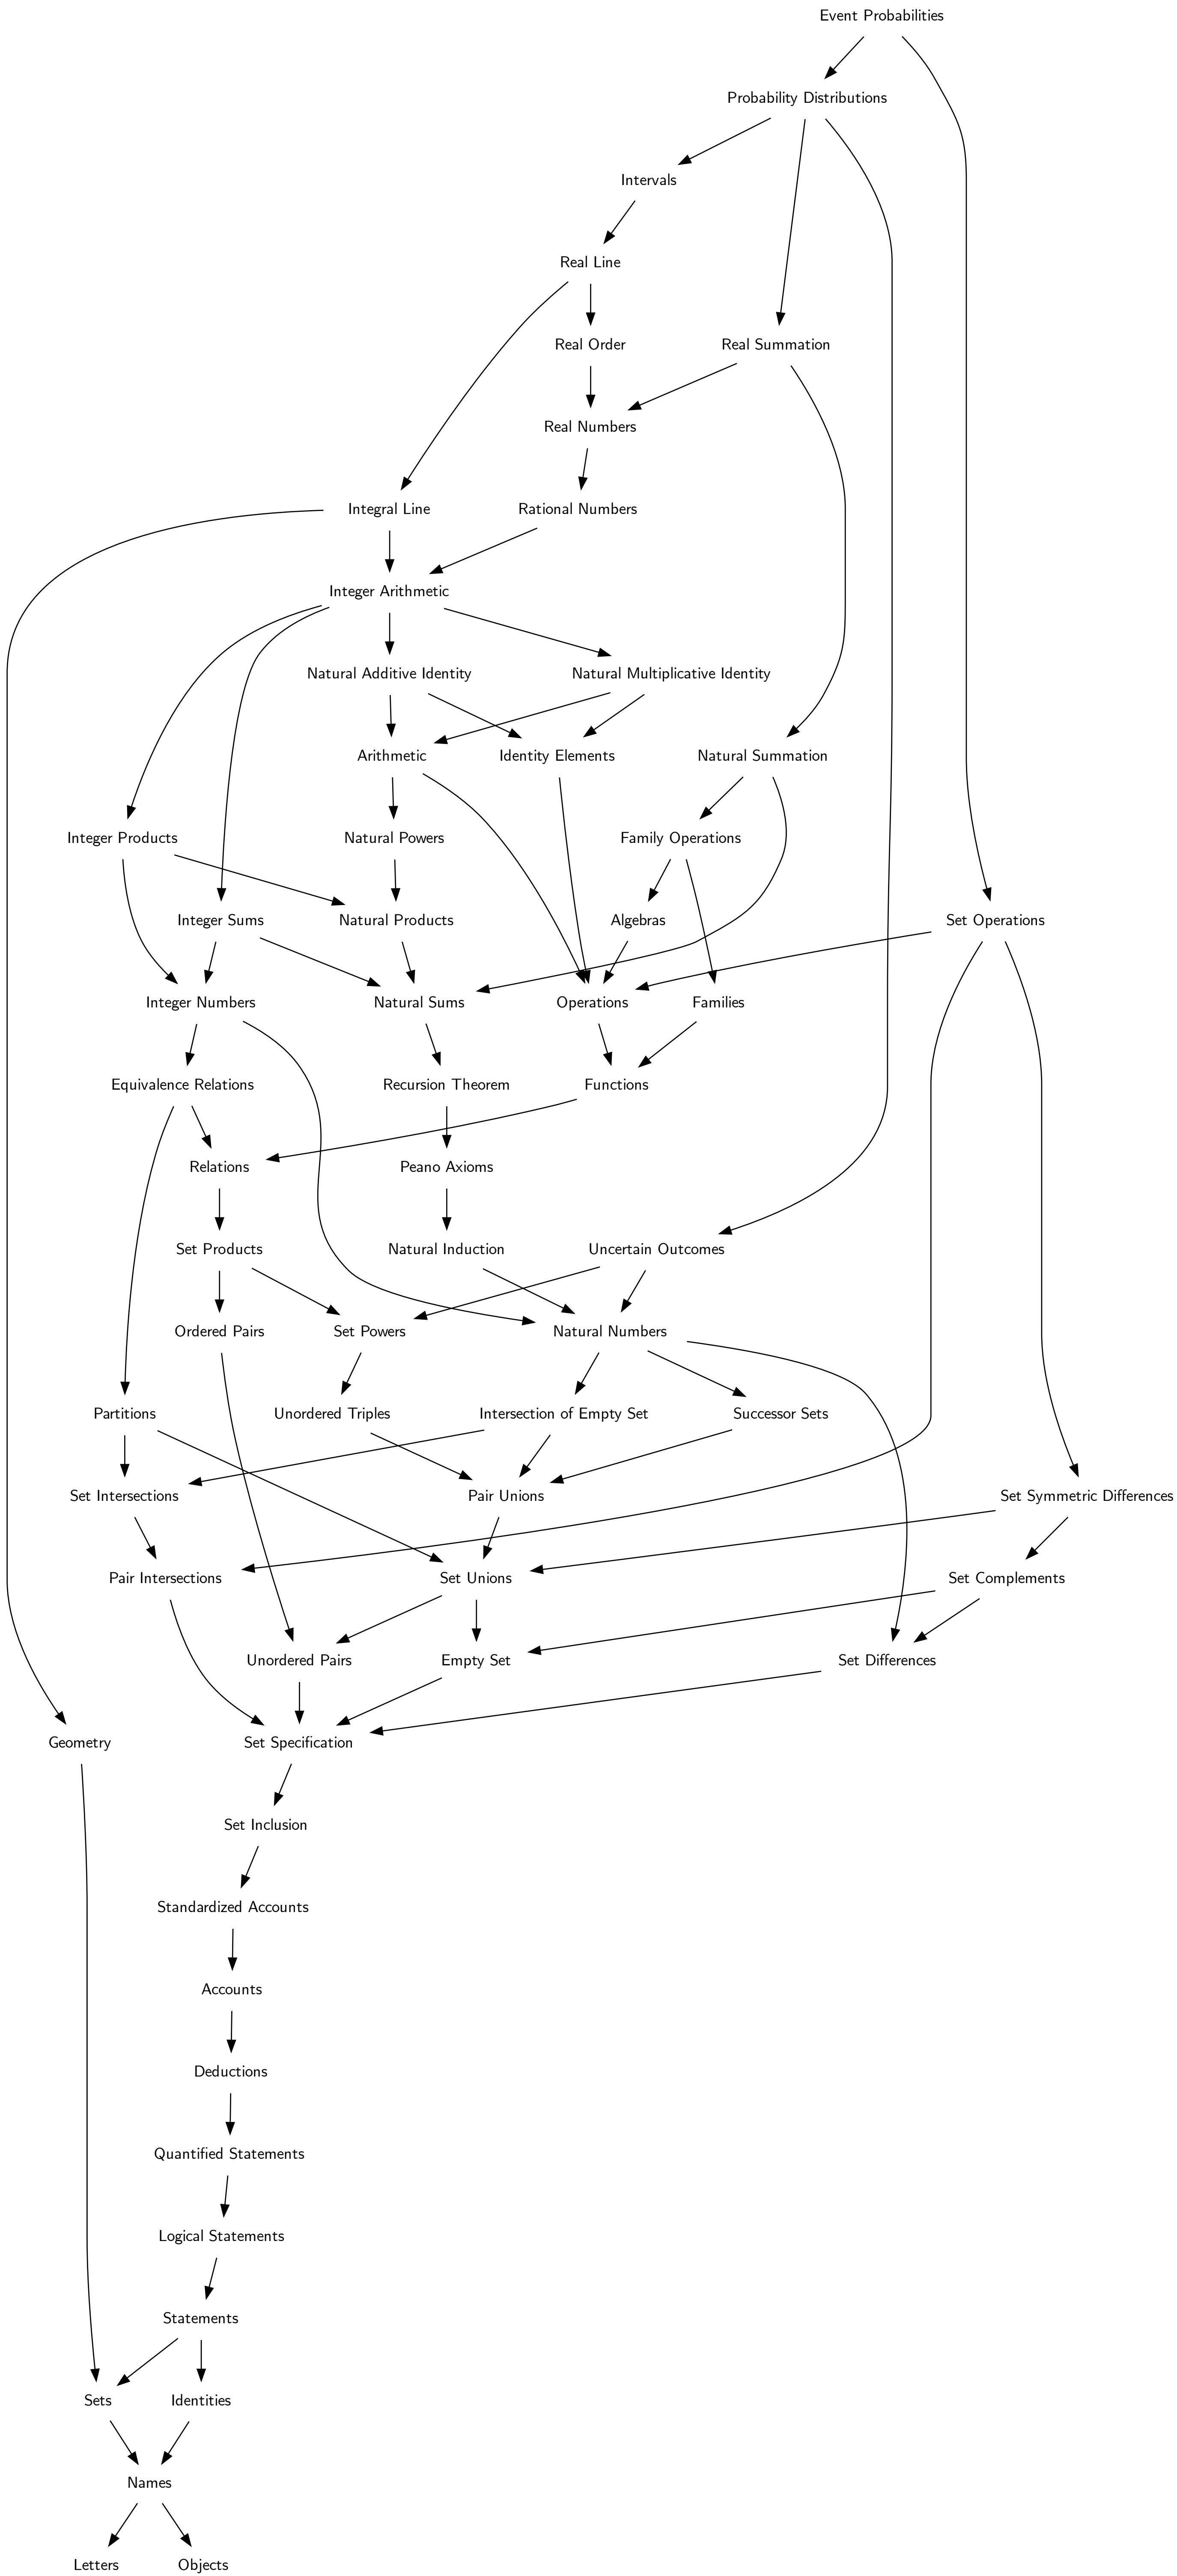 Event Probabilities
Probability Distributions
Intervals
Real Line
Real Order
Real Summation
Real Numbers
Integral Line
Rational Numbers
Integer Arithmetic
Natural Additive Identity
Natural Multiplicative Identity
Arithmetic
Identity Elements
Natural Summation
Integer Products
Natural Powers
Family Operations
Integer Sums
Natural Products
Algebras
Set Operations
Integer Numbers
Natural Sums
Operations
Families
Equivalence Relations
Recursion Theorem
Functions
Relations
Peano Axioms
Set Products
Natural Induction
Uncertain Outcomes
Ordered Pairs
Set Powers
Natural Numbers
Partitions
Unordered Triples
Intersection of Empty Set
Successor Sets
Set Intersections
Pair Unions
Set Symmetric Differences
Pair Intersections
Set Unions
Set Complements
Unordered Pairs
Empty Set
Set Differences
Geometry
Set Specification
Set Inclusion
Standardized Accounts
Accounts
Deductions
Quantified Statements
Logical Statements
Statements
Sets
Identities
Names
Letters
Objects